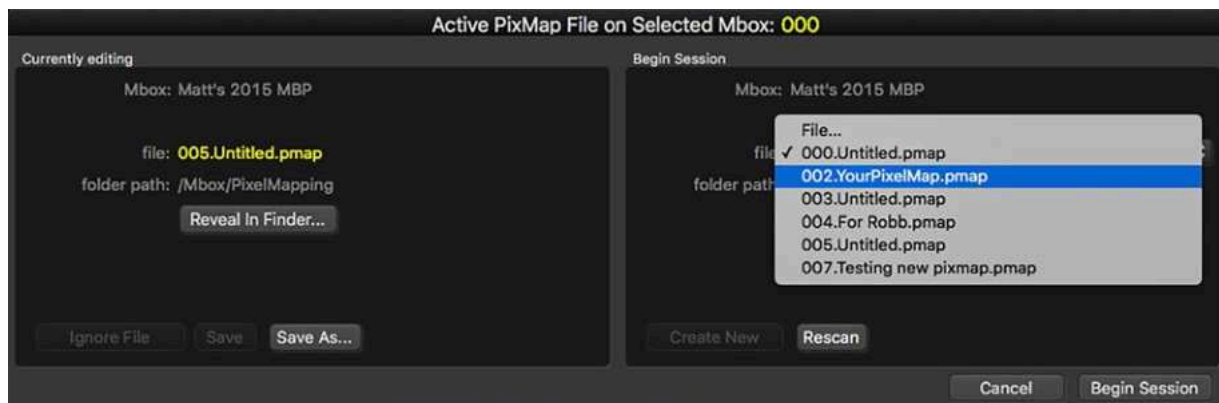 Active PixMap File on Selected Mbox: 000
Currently editing
Mbox: Matt's 2015 MBP
file: 005.Untitled.pmap
folder path: /Mbox/PixelMapping
Reveal In Finder...
Ignore File
Save
Save As...
Begin Session
Mbox: Matt's 2015 MBP
file
folder path
File...
✓ 000.Untitled.pmap
002.YourPixelMap.pmap
003.Untitled.pmap
004.For Robb.pmap
005.Untitled.pmap
007.Testing new pixmap.pmap
Create New
Rescan
Cancel
Begin Session